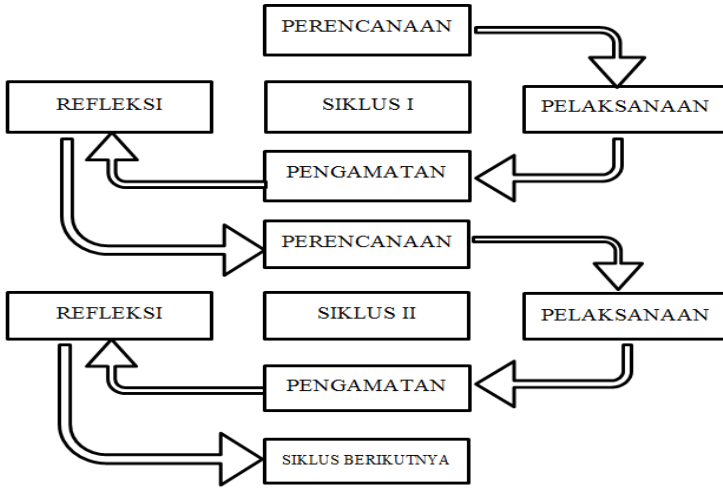 PERENCANAAN
REFLEKSI
SIKLUS I
PELAKSANAAN
PENGAMATAN
PERENCANAAN
REFLEKSI
SIKLUS II
PELAKSANAAN
PENGAMATAN
SIKLUS BERIKUTNYA